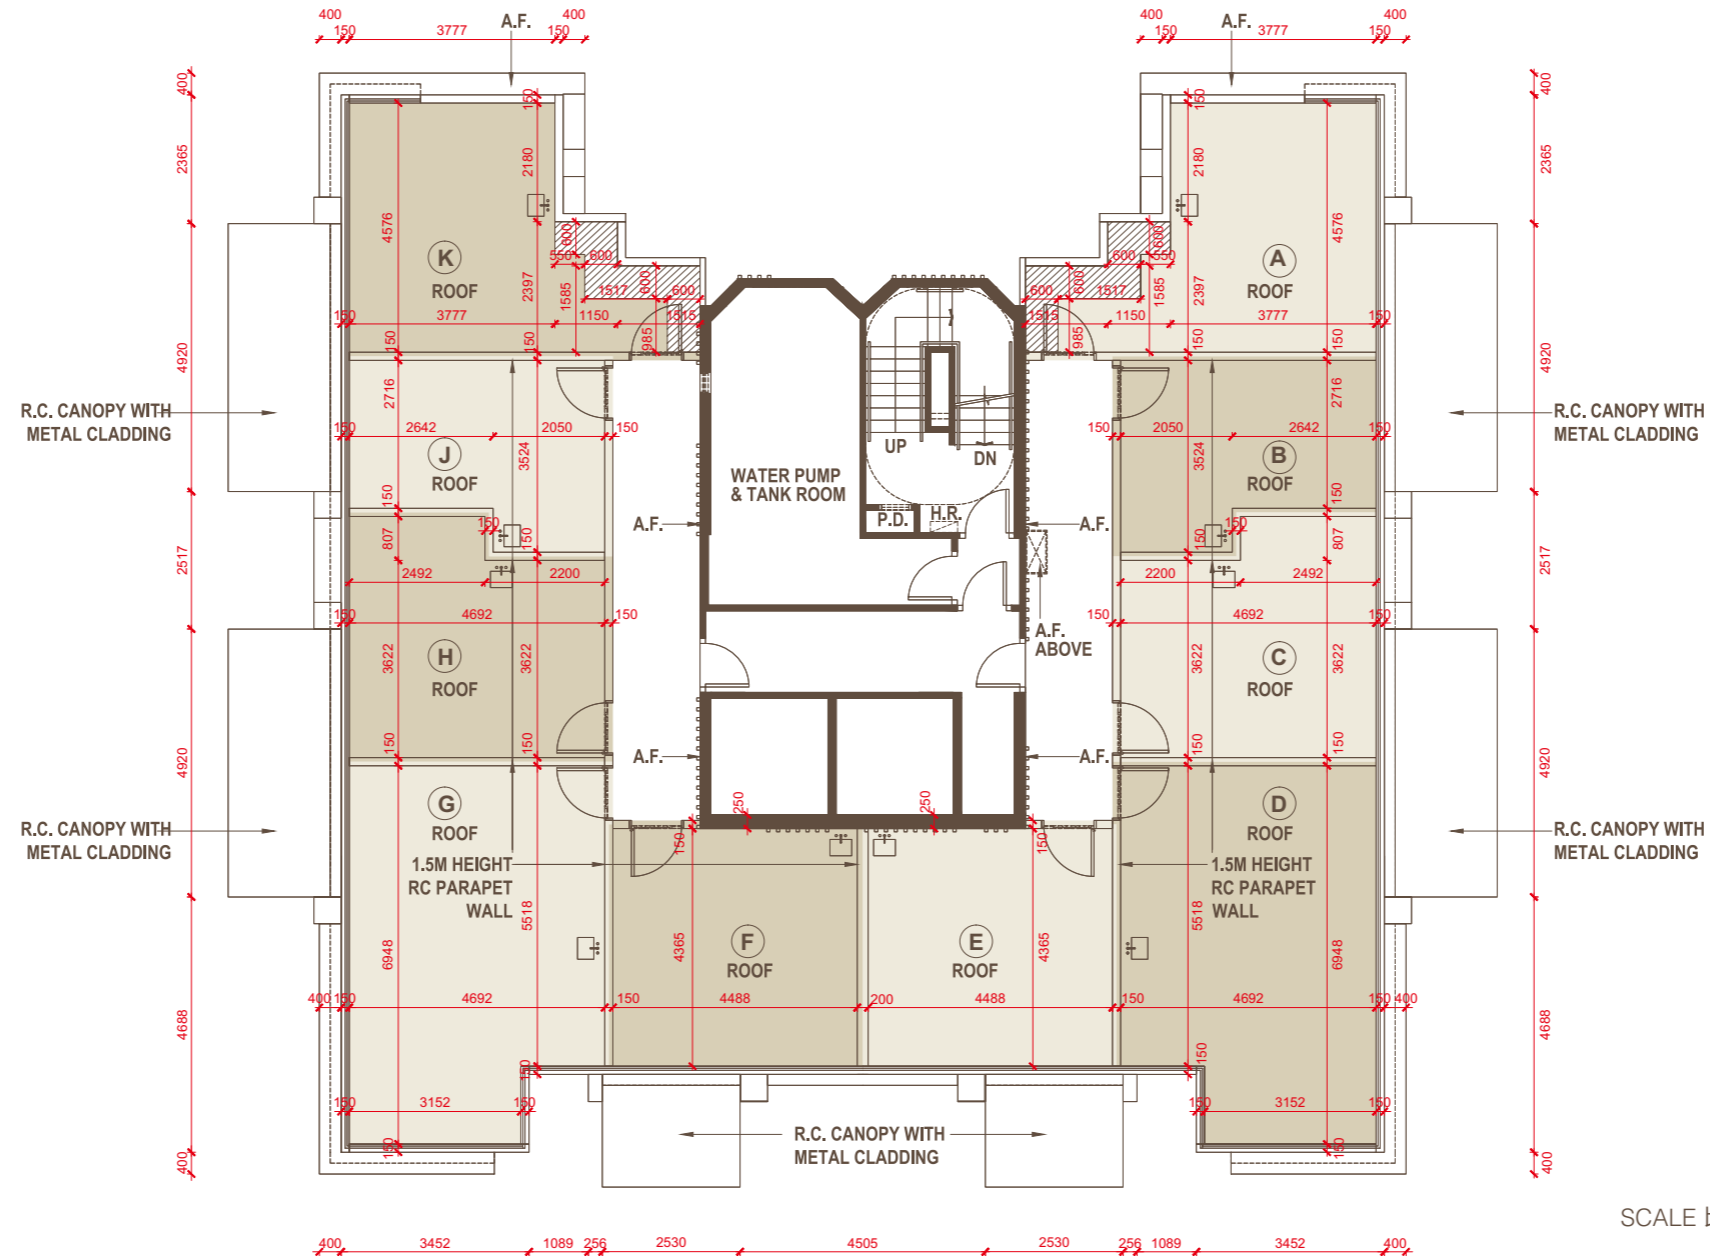 400 400 400 400
150 3777 150 A.F. 150 3777 150 A.F.
400 150 150 400
2365 2180 2180 2365
4576 4576
600 600
K 550 600 600 550 A
ROOF 2397 1585 600 600 1585 2397 ROOF
1517 600 600 1517
150 3777 1150 1515 1515 1150 3777 150
150 150 985 985 150 150
4920 2716 2716 4920
R.C. CANOPY WITH
METAL CLADDING
R.C. CANOPY WITH
METAL CLADDING
150 2642 2050 150 150 2050 2642 150
UP
DN
J 3524 3524 B
ROOF ROOF
WATER PUMP
& TANK ROOM
150 150
P.D. H.R.
A.F. A.F.
150 150
807 150 150 807
2517 2517
2492 2200 2200 2492
150 4692 150 150 4692 150
A.F.
ABOVE
H 3622 3622 3622 3622 C
ROOF ROOF
150 150 150 150
A.F. A.F.
4920 4920
G 250 250 D
ROOF ROOF
150 150
R.C. CANOPY WITH
METAL CLADDING
R.C. CANOPY WITH
METAL CLADDING
1.5M HEIGHT
RC PARAPET
WALL
1.5M HEIGHT
RC PARAPET
WALL
6948 5518 4365 4365 5518 6948
F E
ROOF ROOF
400 150 4692 150 4488 200 4488 150 4692 150 400
4688 4688
150 150
150 3152 150 150 3152 150
150 150
R.C. CANOPY WITH
METAL CLADDING
400 400
SCALE
400 3452 1089 256 2530 4505 2530 256 1089 3452 400